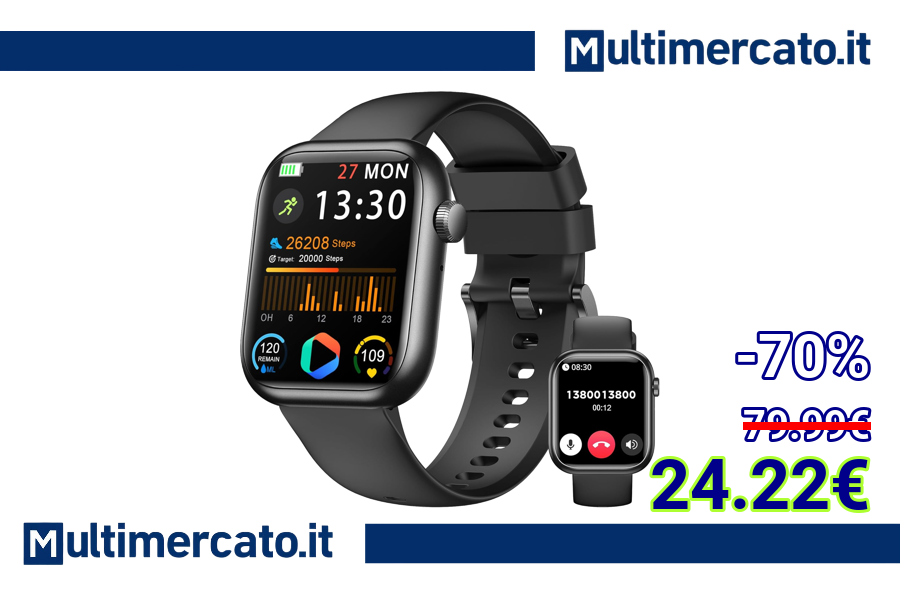 Multimercato.it
27 MON
13:30
26208 Steps
Target: 20000 Steps
OH 6 12 18 23
120
REMAIN
ML
109
08:30
1380013800
00:12
-70%
79.99€
24.22€
Multimercato.it